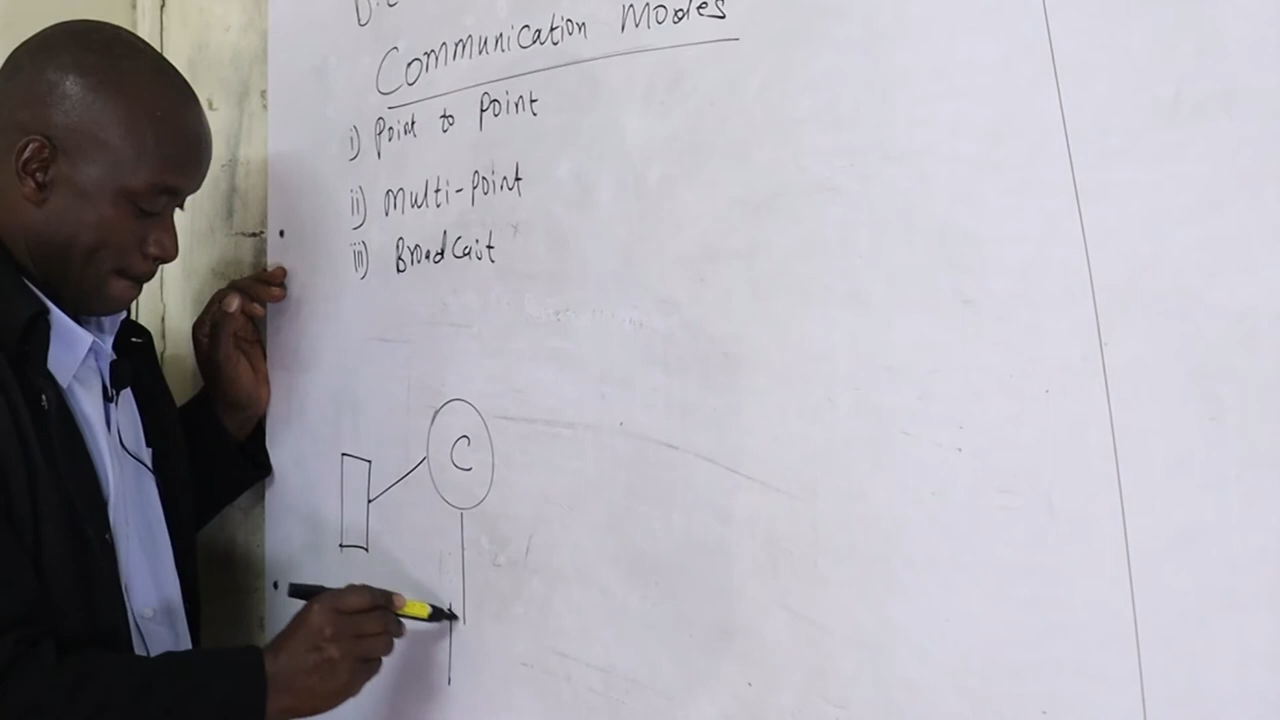 Communication Modes
i) Point to Point
ii) Multi-Point
iii) Broadcast
C